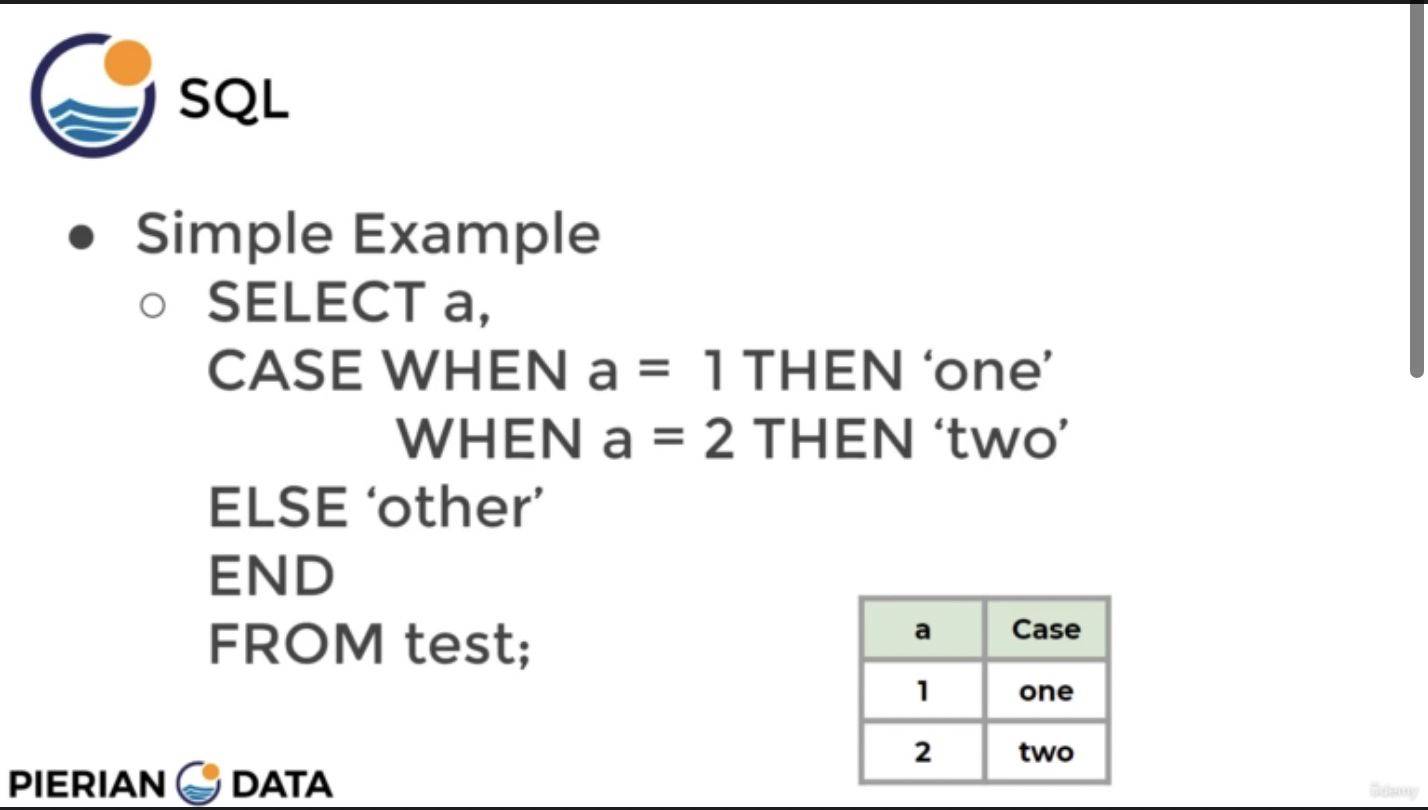 SQL
● Simple Example
○ SELECT a,
CASE WHEN a = 1 THEN ‘one’
WHEN a = 2 THEN ‘two’
ELSE ‘other’
END
FROM test;
a Case
1 one
2 two
PIERIAN DATA
ûdemy